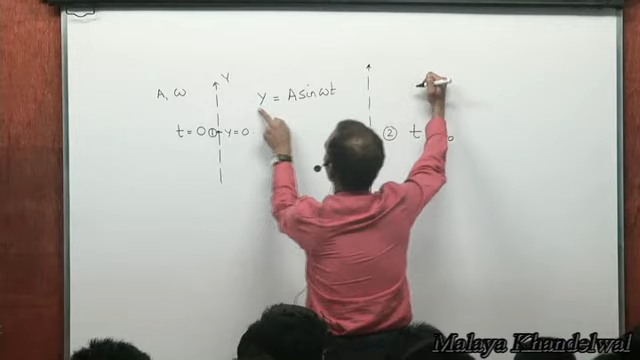 Y
A, ω
y = A sin ωt
t = 0 ① y = 0
② t
Malaya Khandelwal